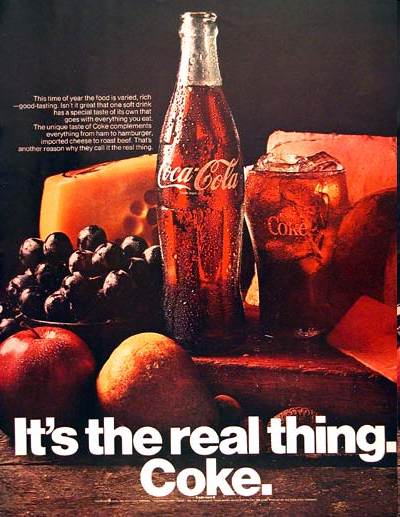 This time of year the food is varied, rich
—good-tasting. Isn't it great that one soft drink
has a special taste of its own that
goes with everything you eat.
The unique taste of Coke complements
everything from ham to hamburger,
imported cheese to roast beef. That's
another reason why they call it the real thing.
Coca-Cola
Coke
It's the real thing.
Coke.